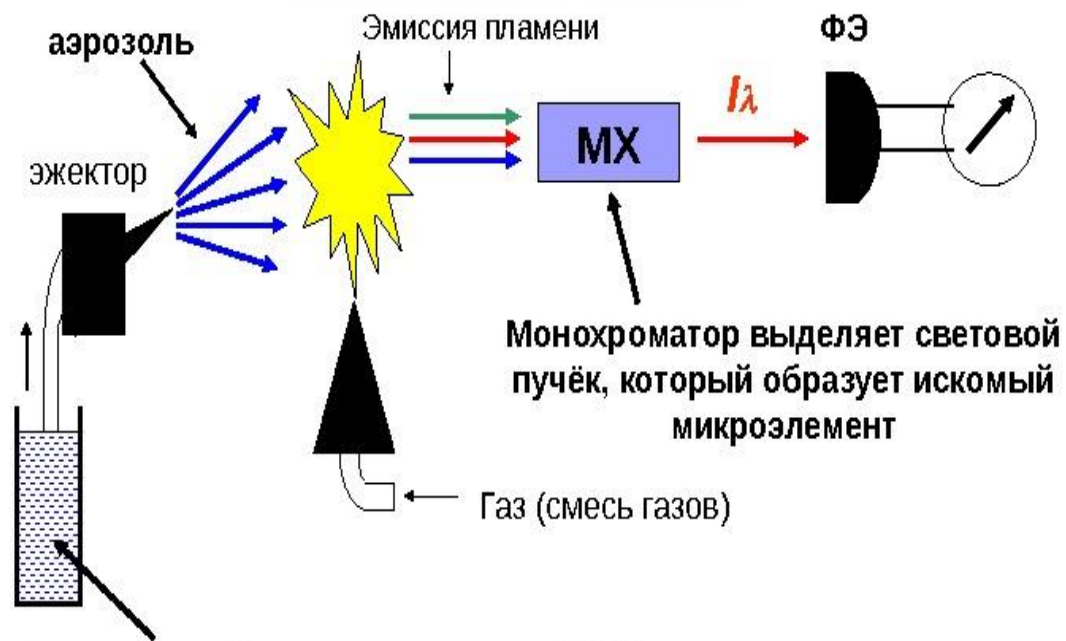 Эмиссия пламени
ФЭ
аэрозоль
Iλ
МХ
эжектор
Монохроматор выделяет световой
пучёк, который образует искомый
микроэлемент
Газ (смесь газов)